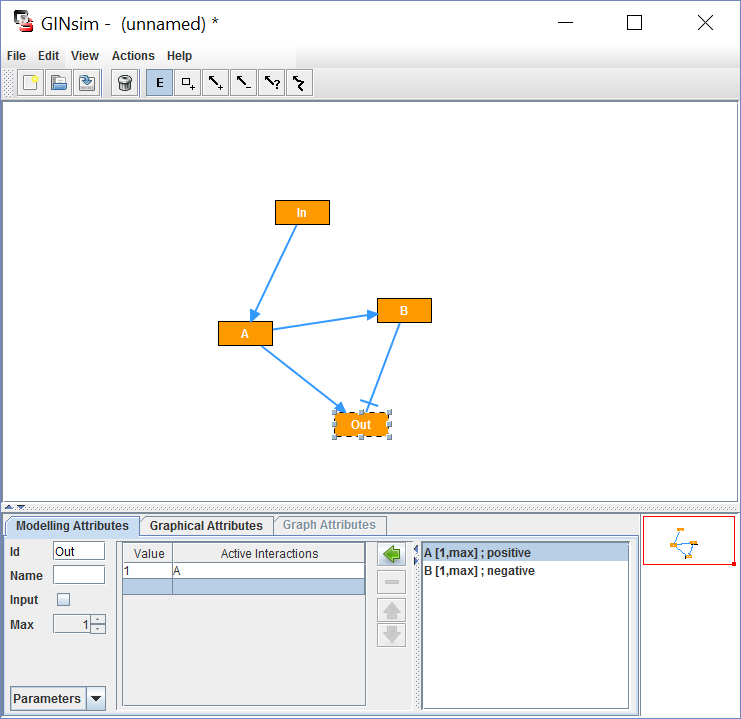 GINsim - (unnamed) *
File Edit View Actions Help
E + + - ?
In
B
A
Out
Modelling Attributes Graphical Attributes Graph Attributes
Id Out
Name
Input
Max 1
Parameters
Value Active Interactions
1 A
A [1,max] ; positive
B [1,max] ; negative